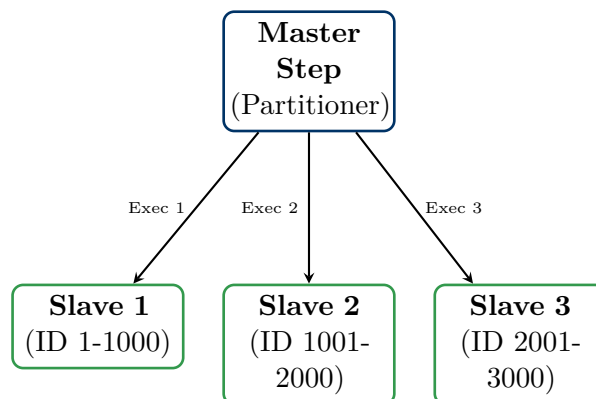 Master
Step
(Partitioner)
Exec 1
Exec 2
Exec 3
Slave 1
(ID 1-1000)
Slave 2
(ID 1001-
2000)
Slave 3
(ID 2001-
3000)